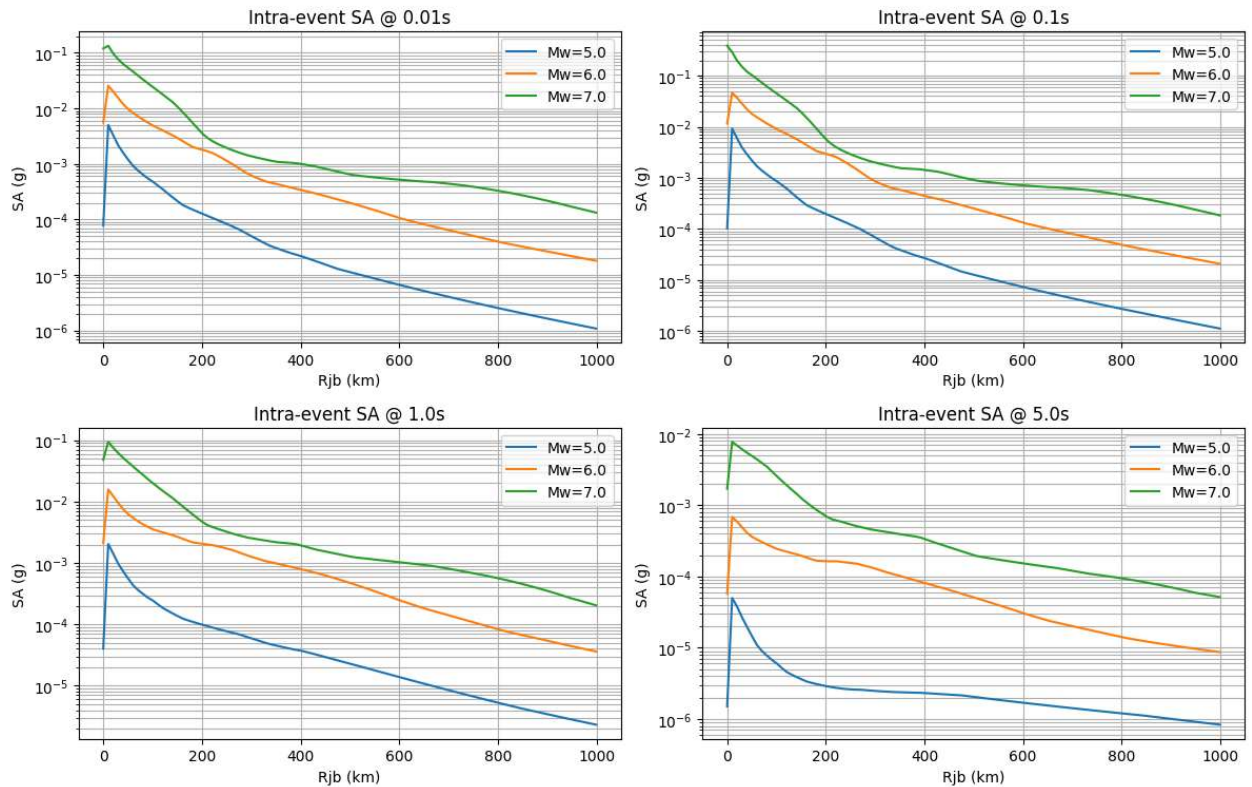 Intra-event SA @ 0.01s
SA (g)
10⁻¹
10⁻²
10⁻³
10⁻⁴
10⁻⁵
10⁻⁶
Mw=5.0
Mw=6.0
Mw=7.0
0 200 400 600 800 1000
Rjb (km)
Intra-event SA @ 0.1s
SA (g)
10⁻¹
10⁻²
10⁻³
10⁻⁴
10⁻⁵
10⁻⁶
Mw=5.0
Mw=6.0
Mw=7.0
0 200 400 600 800 1000
Rjb (km)
Intra-event SA @ 1.0s
SA (g)
10⁻¹
10⁻²
10⁻³
10⁻⁴
10⁻⁵
Mw=5.0
Mw=6.0
Mw=7.0
0 200 400 600 800 1000
Rjb (km)
Intra-event SA @ 5.0s
SA (g)
10⁻²
10⁻³
10⁻⁴
10⁻⁵
10⁻⁶
Mw=5.0
Mw=6.0
Mw=7.0
0 200 400 600 800 1000
Rjb (km)